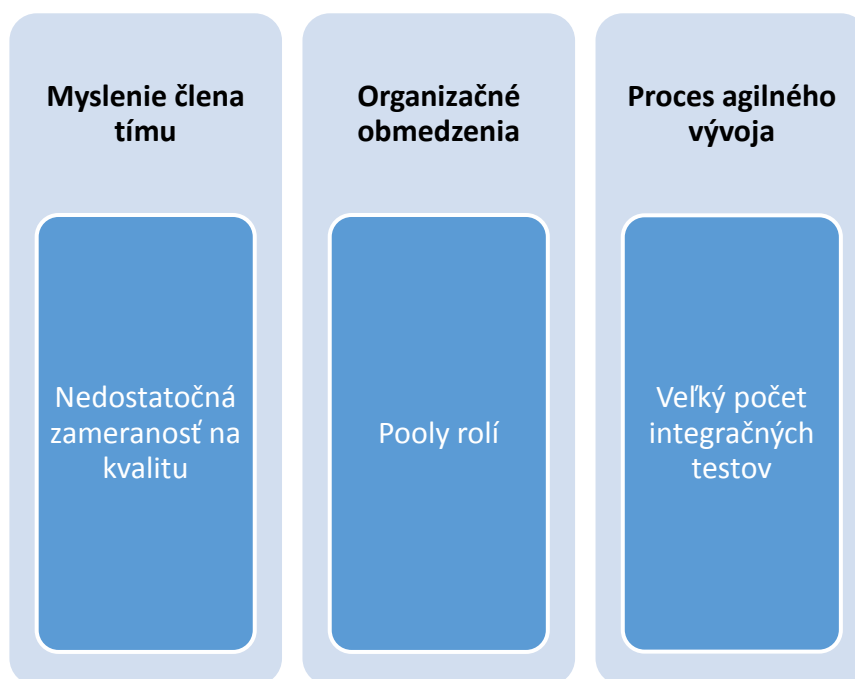 Myslenie člena
tímu
Nedostatočná
zameranosť na
kvalitu
Organizačné
obmedzenia
Pooly rolí
Proces agilného
vývoja
Veľký počet
integračných
testov